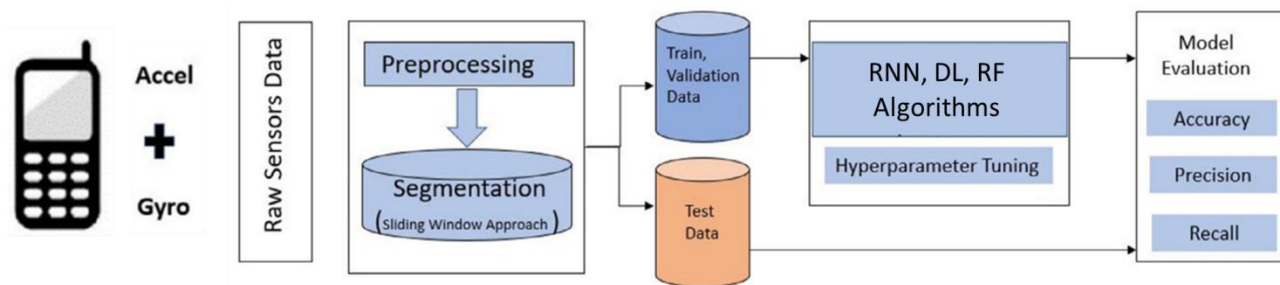 Accel
+
Gyro
Raw Sensors Data
Preprocessing
Segmentation
(Sliding Window Approach)
Train,
Validation
Data
Test
Data
RNN, DL, RF
Algorithms
Hyperparameter Tuning
Model
Evaluation
Accuracy
Precision
Recall